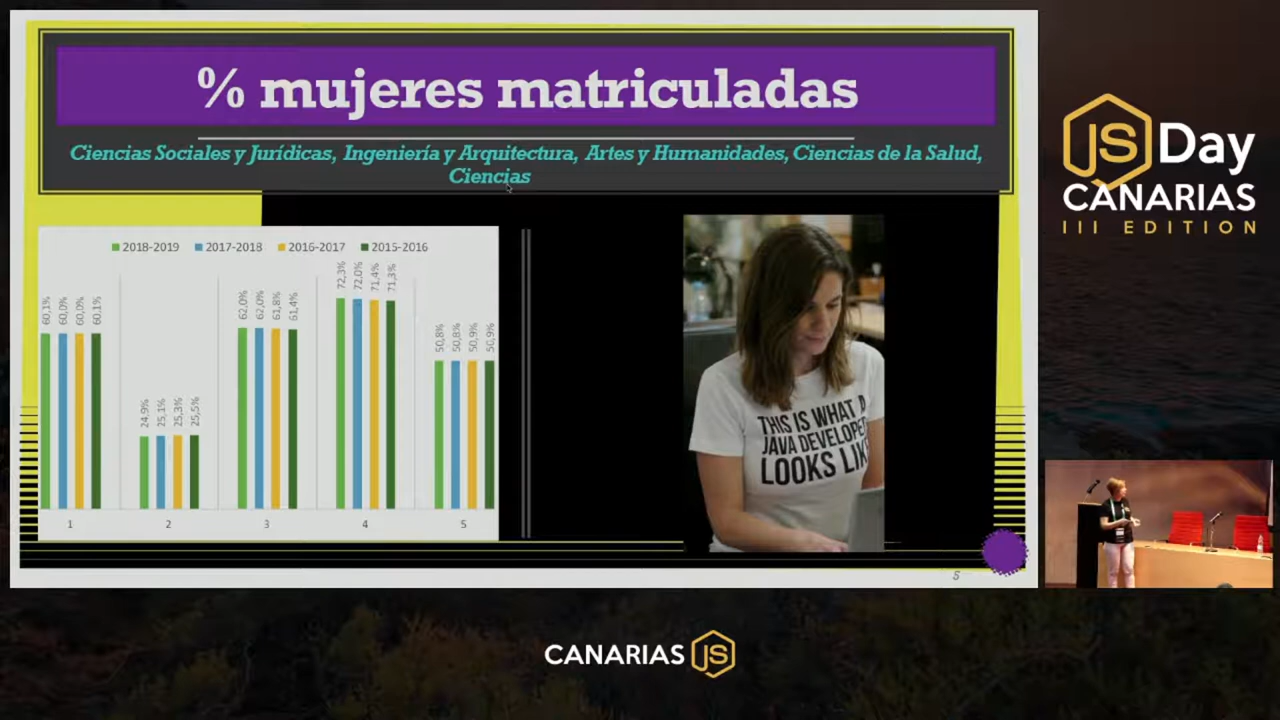 % mujeres matriculadas
Ciencias Sociales y Jurídicas, Ingeniería y Arquitectura, Artes y Humanidades, Ciencias de la Salud,
Ciencias
2018-2019 2017-2018 2016-2017 2015-2016
60,1% 60,0% 60,0% 60,1%
24,9% 25,1% 25,3% 25,5%
62,0% 62,0% 61,8% 61,4%
72,3% 72,0% 71,4% 71,3%
50,8% 50,8% 50,9% 50,9%
1 2 3 4 5
THIS IS WHAT A
JAVA DEVELOPE
LOOKS LIK
5
JS Day
CANARIAS
III EDITION
CANARIAS JS